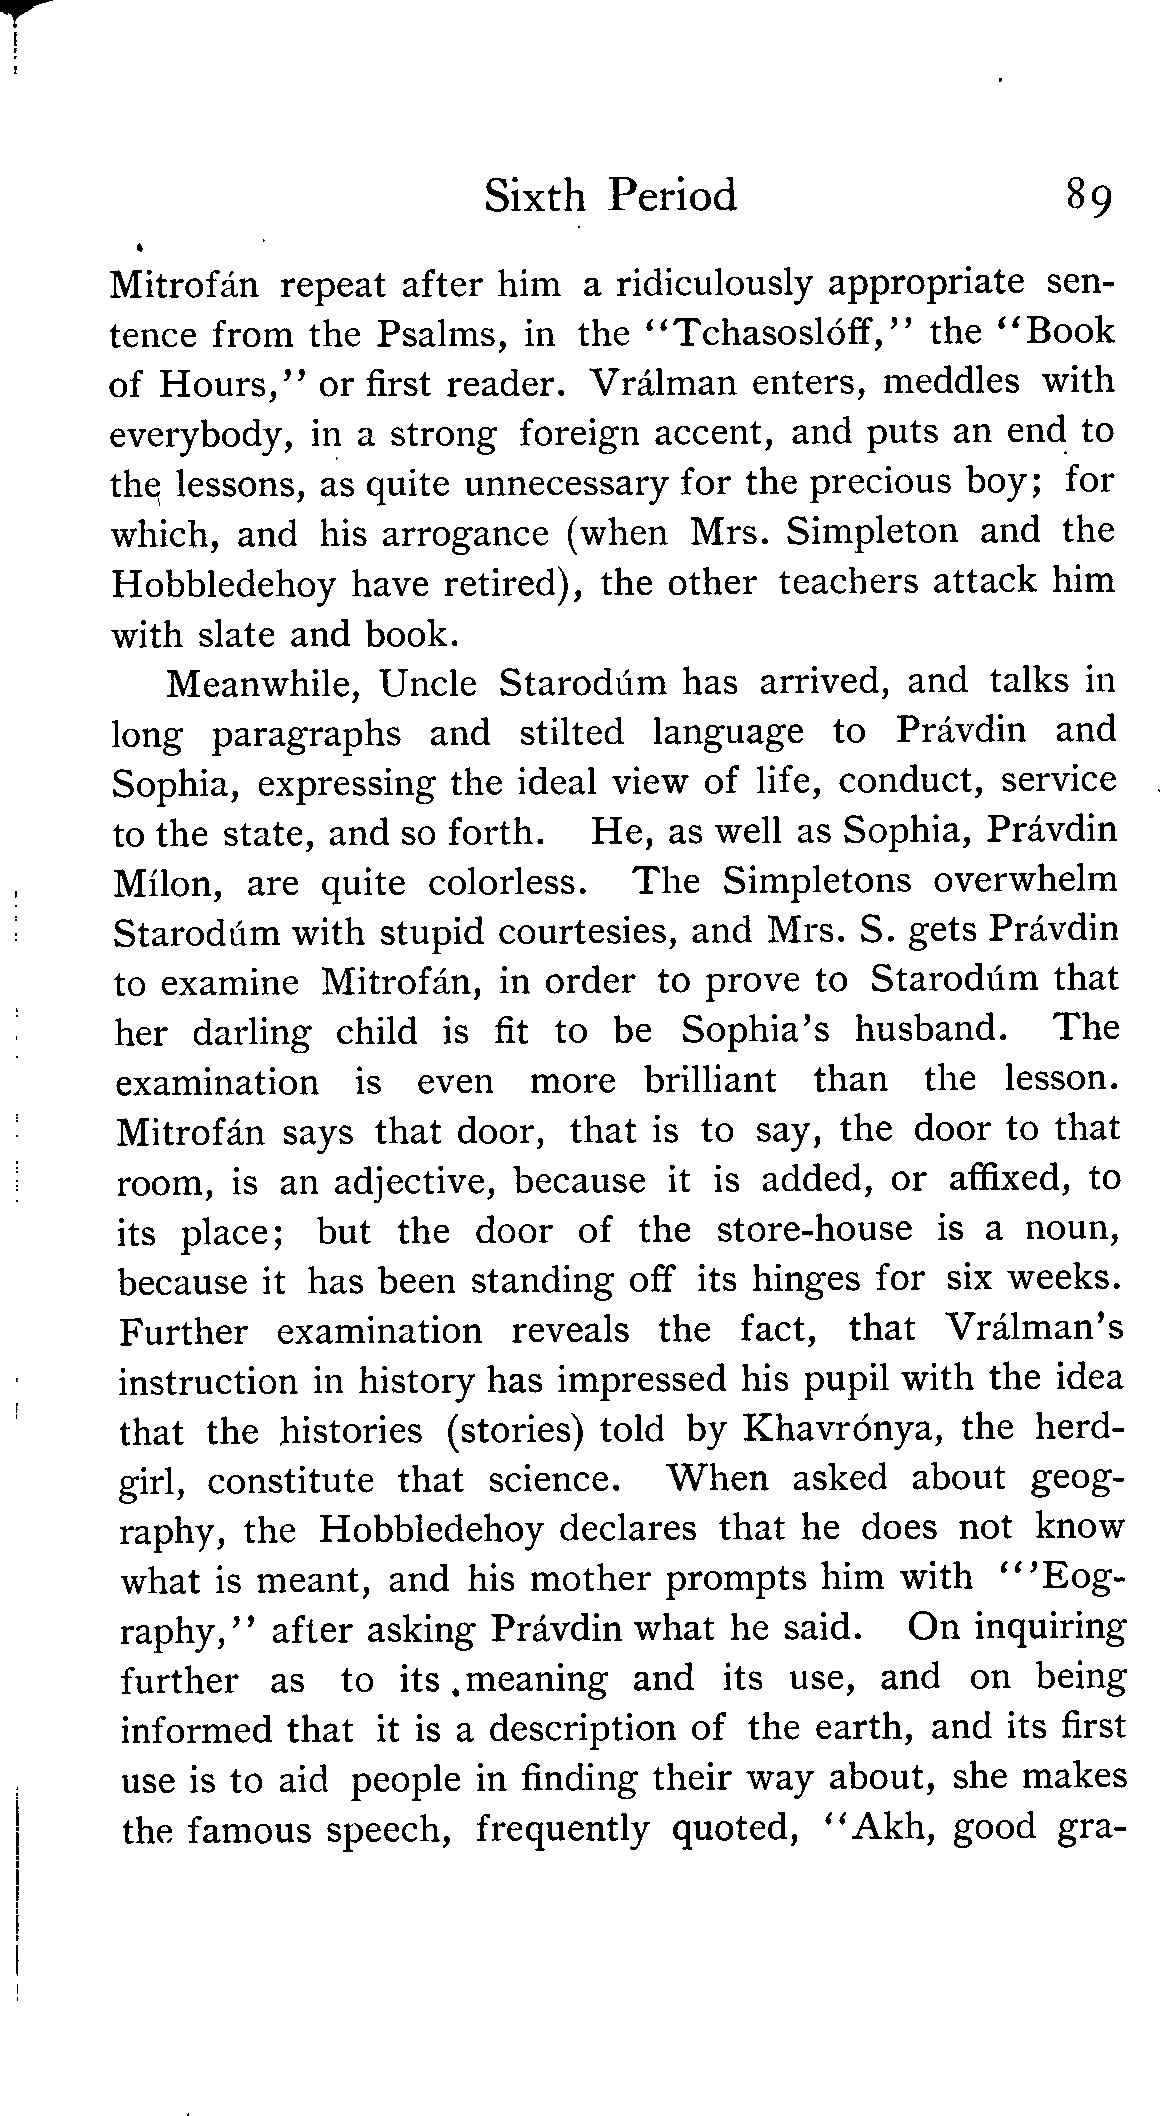 Sixth Period 89
Mitrofán repeat after him a ridiculously appropriate sen-
tence from the Psalms, in the "Tchasoslóff," the "Book
of Hours," or first reader. Vrálman enters, meddles with
everybody, in a strong foreign accent, and puts an end to
the lessons, as quite unnecessary for the precious boy; for
which, and his arrogance (when Mrs. Simpleton and the
Hobbledehoy have retired), the other teachers attack him
with slate and book.
Meanwhile, Uncle Starodúm has arrived, and talks in
long paragraphs and stilted language to Právdin and
Sophia, expressing the ideal view of life, conduct, service
to the state, and so forth. He, as well as Sophia, Právdin
Mílon, are quite colorless. The Simpletons overwhelm
Starodúm with stupid courtesies, and Mrs. S. gets Právdin
to examine Mitrofán, in order to prove to Starodúm that
her darling child is fit to be Sophia's husband. The
examination is even more brilliant than the lesson.
Mitrofán says that door, that is to say, the door to that
room, is an adjective, because it is added, or affixed, to
its place; but the door of the store-house is a noun,
because it has been standing off its hinges for six weeks.
Further examination reveals the fact, that Vrálman's
instruction in history has impressed his pupil with the idea
that the histories (stories) told by Khavrónya, the herd-
girl, constitute that science. When asked about geog-
raphy, the Hobbledehoy declares that he does not know
what is meant, and his mother prompts him with "'Eog-
raphy," after asking Právdin what he said. On inquiring
further as to its meaning and its use, and on being
informed that it is a description of the earth, and its first
use is to aid people in finding their way about, she makes
the famous speech, frequently quoted, "Akh, good gra-